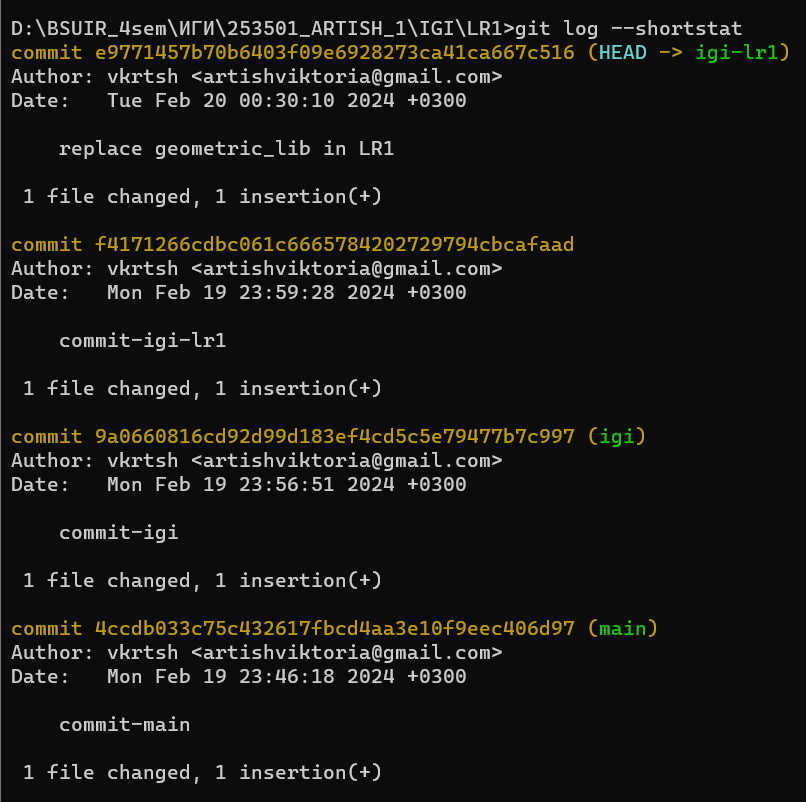 D:\BSUIR_4sem\ИГИ\253501_ARTISH_1\IGI\LR1>git log --shortstat
commit e9771457b70b6403f09e6928273ca41ca667c516 (HEAD -> igi-lr1)
Author: vkrtsh <artishviktoria@gmail.com>
Date:   Tue Feb 20 00:30:10 2024 +0300
    replace geometric_lib in LR1
 1 file changed, 1 insertion(+)
commit f4171266cdbc061c6665784202729794cbcafaad
Author: vkrtsh <artishviktoria@gmail.com>
Date:   Mon Feb 19 23:59:28 2024 +0300
    commit-igi-lr1
 1 file changed, 1 insertion(+)
commit 9a0660816cd92d99d183ef4cd5c5e79477b7c997 (igi)
Author: vkrtsh <artishviktoria@gmail.com>
Date:   Mon Feb 19 23:56:51 2024 +0300
    commit-igi
 1 file changed, 1 insertion(+)
commit 4ccdb033c75c432617fbcd4aa3e10f9eec406d97 (main)
Author: vkrtsh <artishviktoria@gmail.com>
Date:   Mon Feb 19 23:46:18 2024 +0300
    commit-main
 1 file changed, 1 insertion(+)